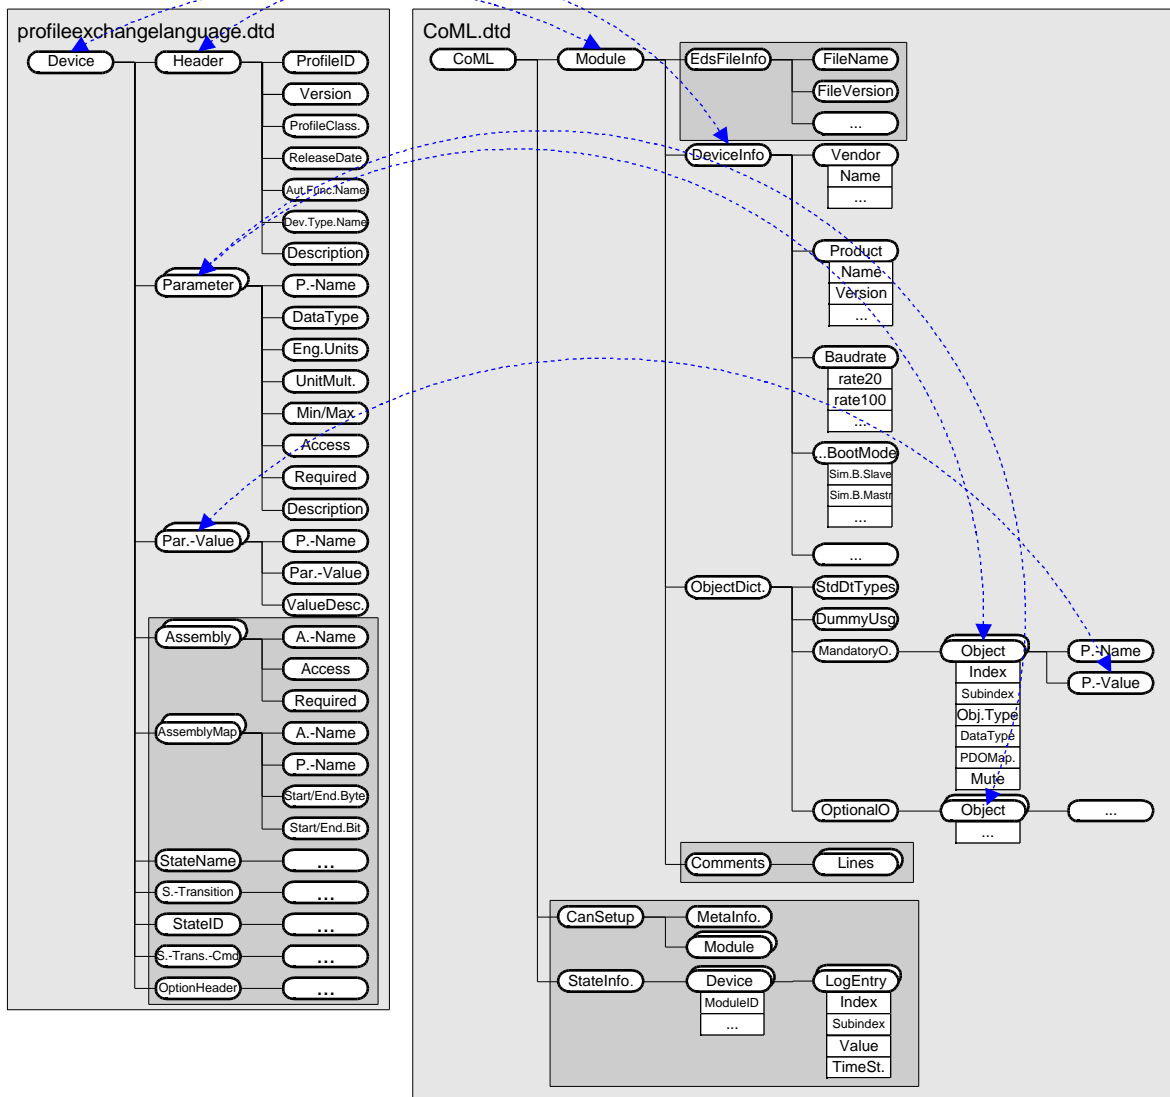 profileexchangelanguage.dtd
Device
Header
ProfileID
Version
ProfileClass.
ReleaseDate
Aut.Func.Name
Dev.Type.Name
Description
Parameter
P.-Name
DataType
Eng.Units
UnitMult.
Min/Max
Access
Required
Description
Par.-Value
P.-Name
Par.-Value
ValueDesc.
Assembly
A.-Name
Access
Required
AssemblyMap
A.-Name
P.-Name
Start/End.Byte
Start/End.Bit
StateName
...
S.-Transition
...
StateID
...
S.-Trans.-Cmd
...
OptionHeader
...
CoML.dtd
CoML
Module
EdsFileInfo
FileName
FileVersion
...
DeviceInfo
Vendor
Name
...
Product
Name
Version
...
Baudrate
rate20
rate100
...
...BootMode
Sim.B.Slave
Sim.B.Mastr
...
...
ObjectDict.
StdDtTypes
DummyUsg
MandatoryO.
Object
Index
Subindex
Obj.Type
DataType
PDOMap.
Mute
P.-Name
P.-Value
OptionalO
Object
...
...
Comments
Lines
CanSetup
MetaInfo.
Module
StateInfo.
Device
ModuleID
...
LogEntry
Index
Subindex
Value
TimeSt.